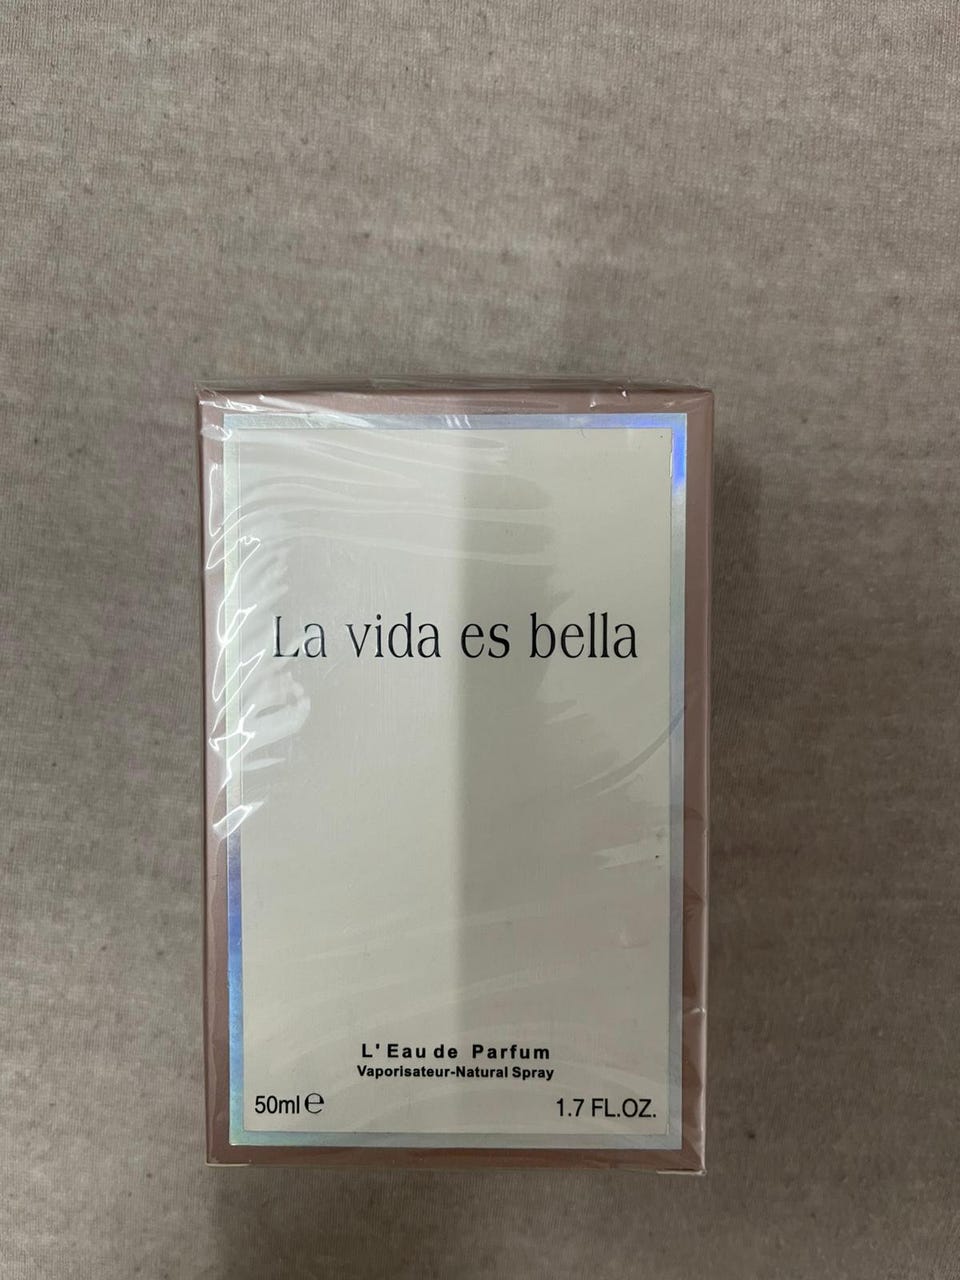 La vida es bella
L'Eau de Parfum
Vaporisateur-Natural Spray
50ml ℮
1.7 FL.OZ.